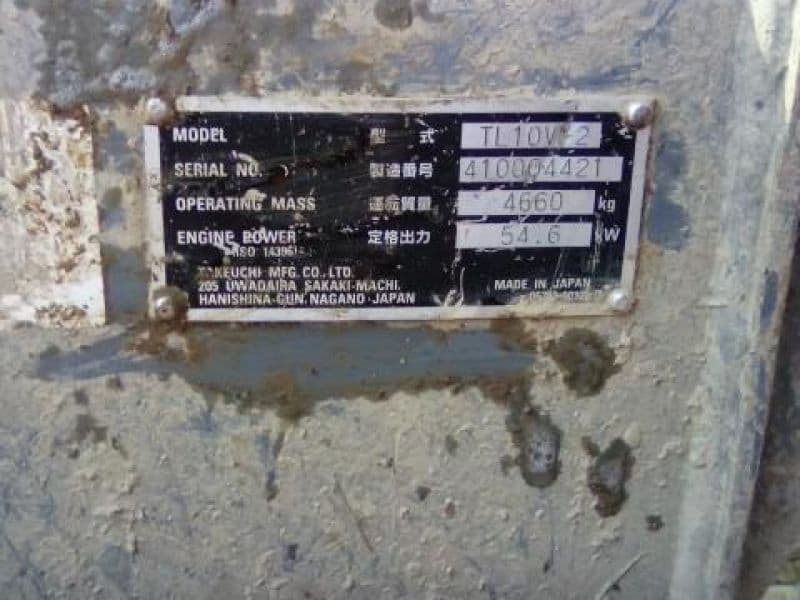 MODEL 型 式 TL10V-2
SERIAL NO. 製造番号 410004421
OPERATING MASS 運転質量 4660 kg
ENGINE POWER 定格出力 54.6 kW
ISO 14396
TAKEUCHI MFG. CO., LTD.
205 UWADAIRA SAKAKI-MACHI.
HANISHINA-GUN. NAGANO・JAPAN
MADE IN JAPAN